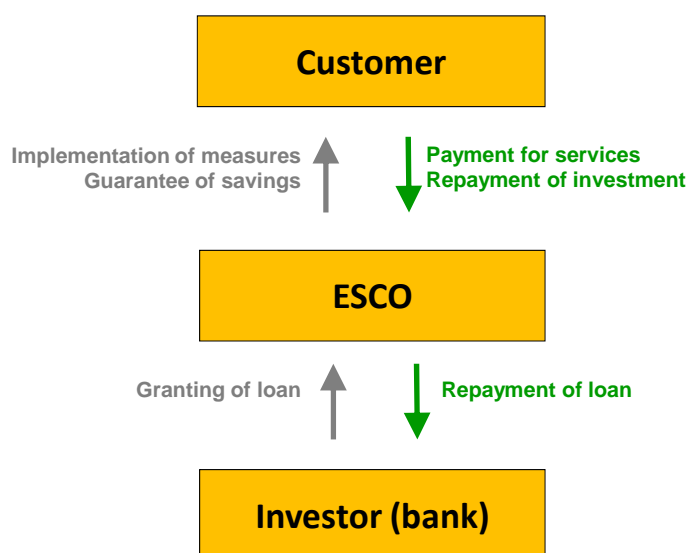 Customer
Implementation of measures
Guarantee of savings
Payment for services
Repayment of investment
ESCO
Granting of loan
Repayment of loan
Investor (bank)